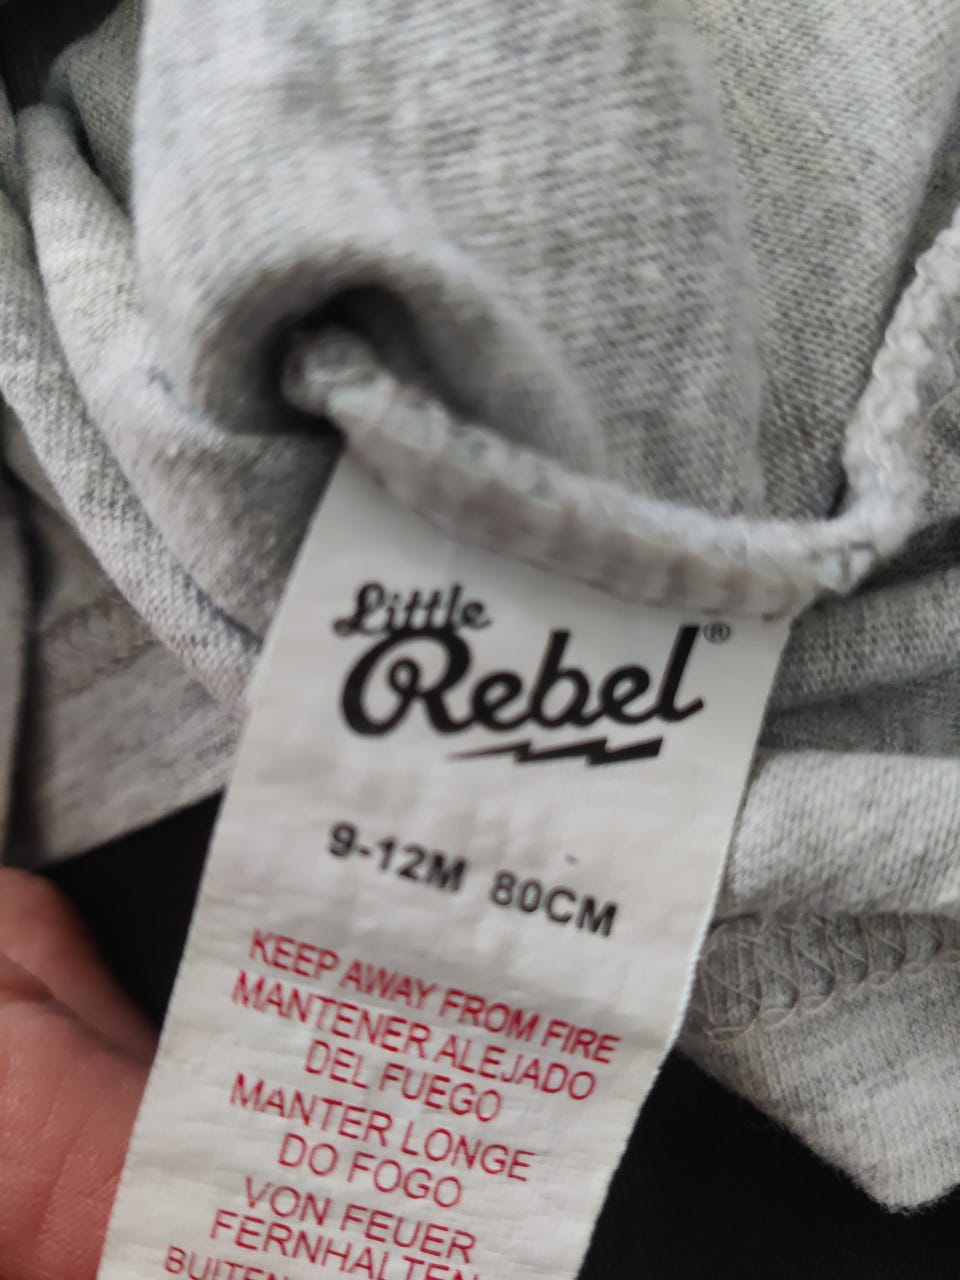 Little
Rebel®
9-12M 80CM
KEEP AWAY FROM FIRE
MANTENER ALEJADO
DEL FUEGO
MANTER LONGE
DO FOGO
VON FEUER
FERNHALTEN